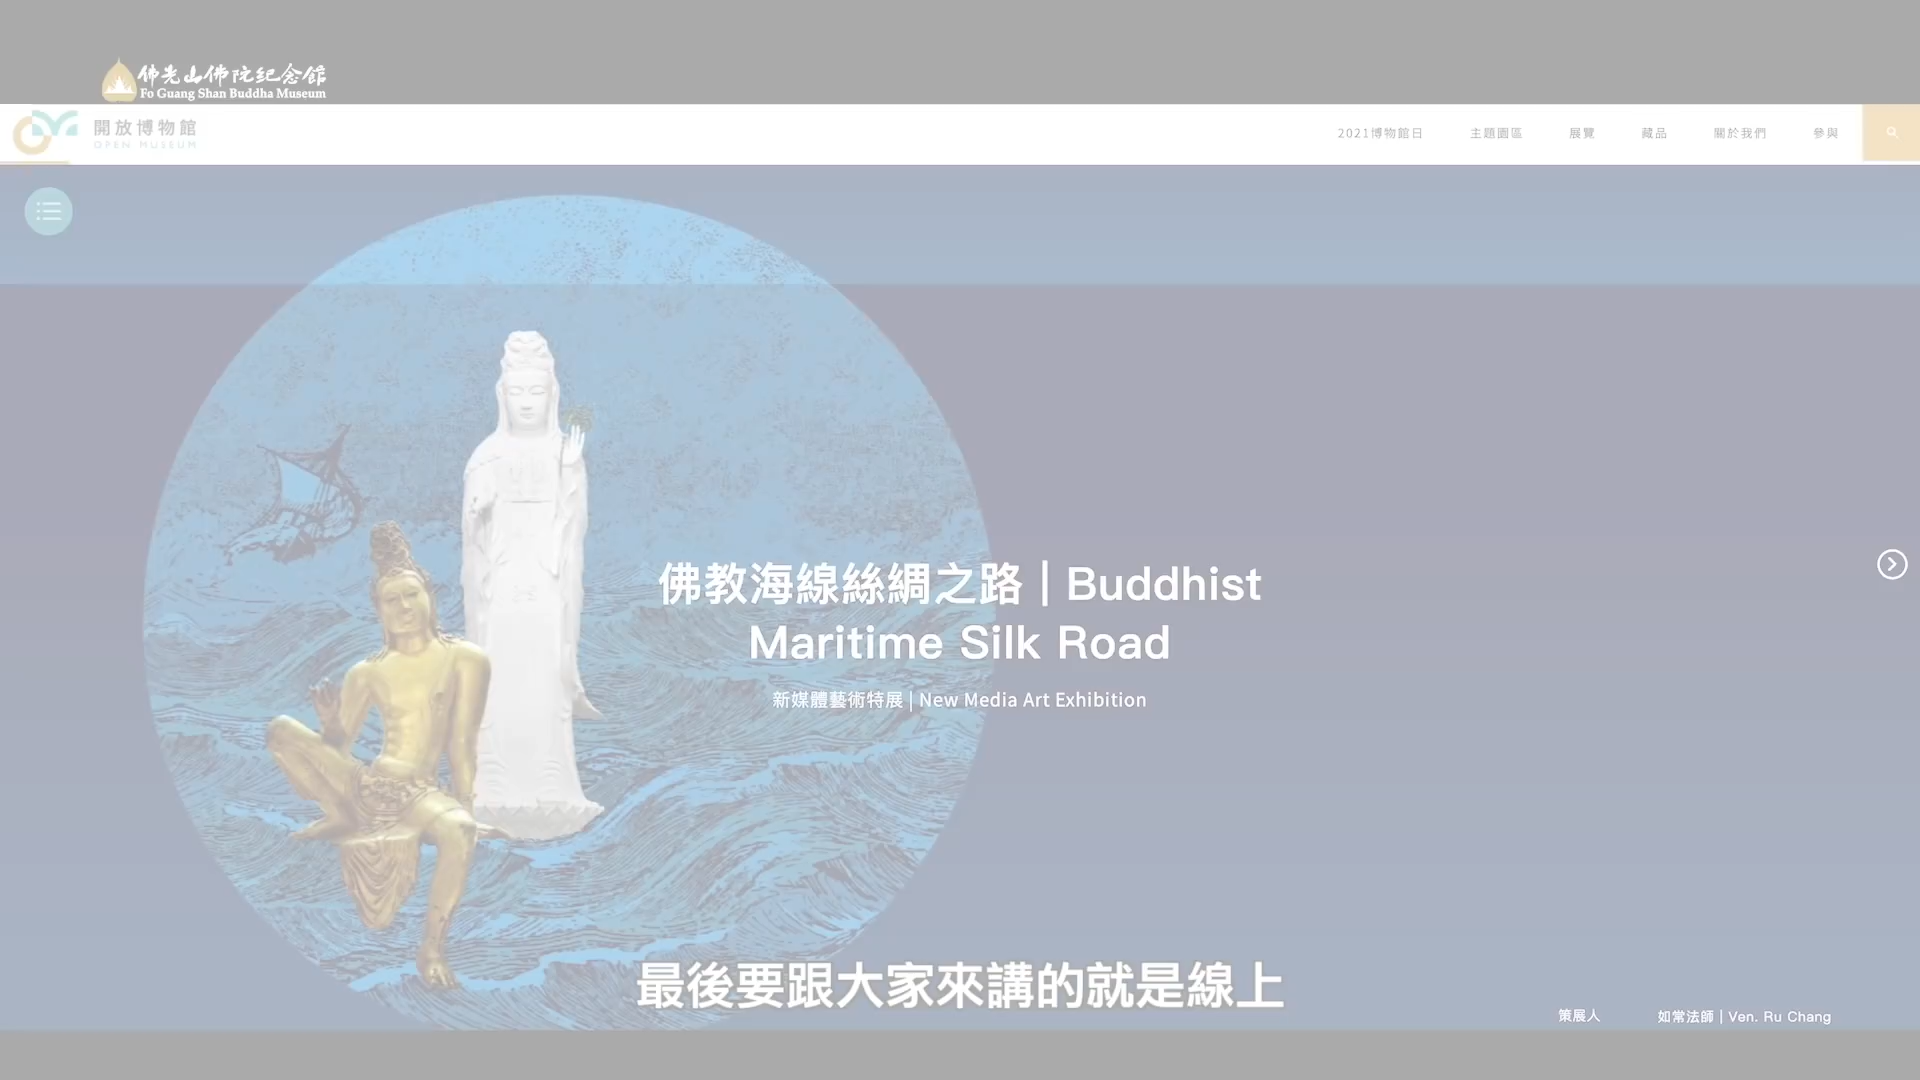 佛光山佛陀紀念館
Fo Guang Shan Buddha Museum
開放博物館
OPEN MUSEUM
2021博物館日
主題園區
展覽
藏品
關於我們
參與
佛教海線絲綢之路 | Buddhist
Maritime Silk Road
新媒體藝術特展 | New Media Art Exhibition
最後要跟大家來講的就是線上
策展人
如常法師 | Ven. Ru Chang